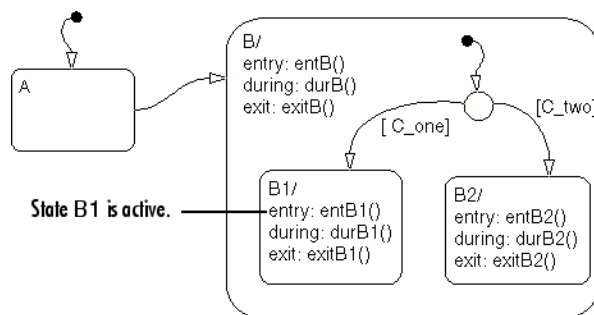 A
B/
entry: entB()
during: durB()
exit: exitB()
[ C_one]
[C_two]
State B1 is active.
B1/
entry: entB1()
during: durB1()
exit: exitB1()
B2/
entry: entB2()
during: durB2()
exit: exitB2()